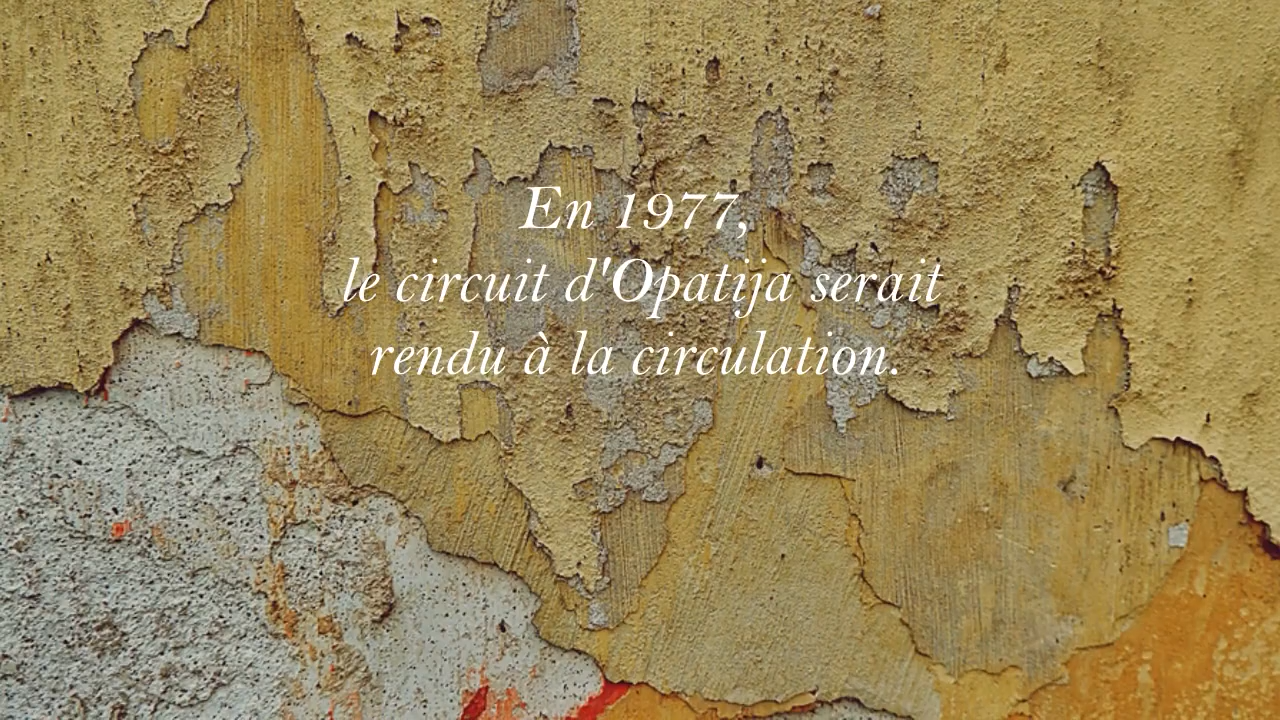 En 1977,
le circuit d'Opatija serait
rendu à la circulation.